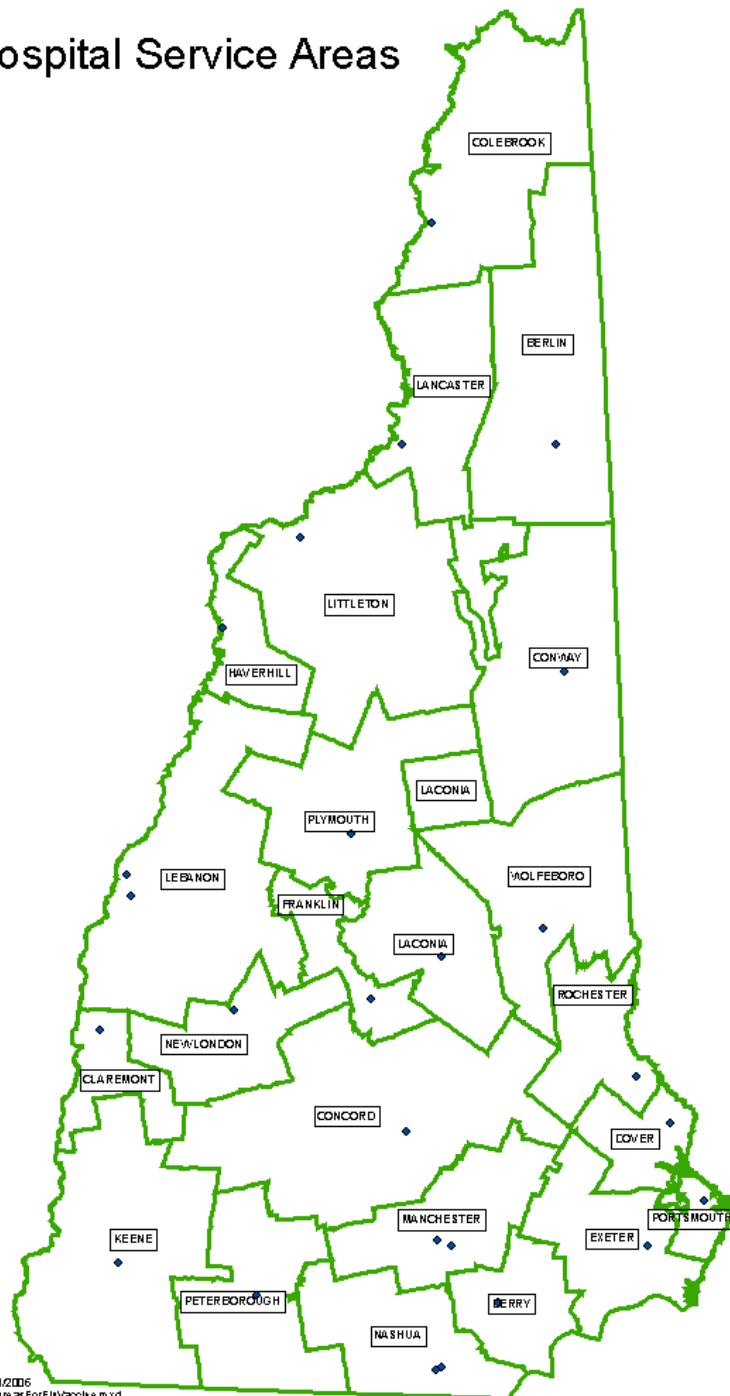 ospital Service Areas
COLEBROOK
BERLIN
LANCASTER
LITTLETON
CONWAY
HAVERHILL
LACONIA
PLYMOUTH
LEBANON
WOLFEBORO
FRANKLIN
LACONIA
ROCHESTER
NEW LONDON
CLAREMONT
CONCORD
DOVER
MANCHESTER
PORTSMOUTH
KEENE
EXETER
PETERBOROUGH
DERRY
NASHUA
/2006